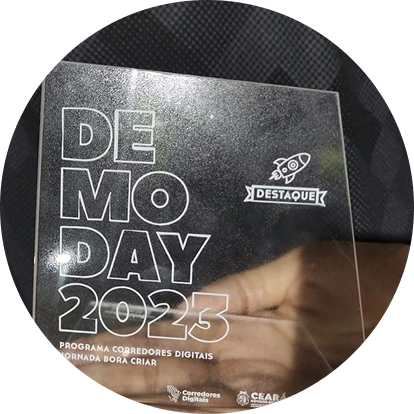 DE
MO
DAY
2023
DESTAQUE
PROGRAMA CORREDORES DIGITAIS
JORNADA BORA CRIAR
Corredores
Digitais
CEARÁ